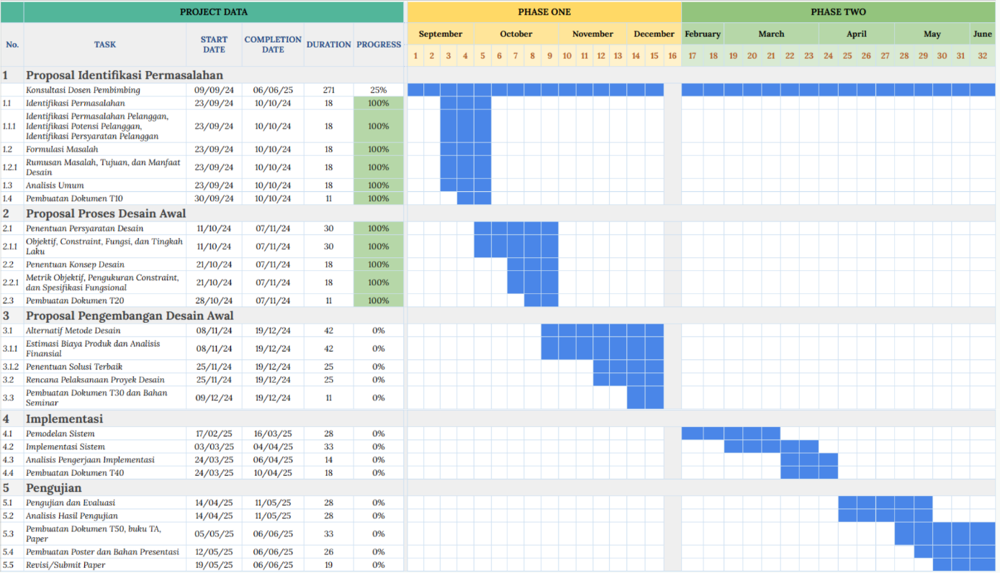 PROJECT DATA PHASE ONE PHASE TWO
No. TASK START DATE COMPLETION DATE DURATION PROGRESS September October November December February March April May June
1 2 3 4 5 6 7 8 9 10 11 12 13 14 15 16 17 18 19 20 21 22 23 24 25 26 27 28 29 30 31 32
1 Proposal Identifikasi Permasalahan
Konsultasi Dosen Pembimbing 09/09/24 06/06/25 271 25%
1.1 Identifikasi Permasalahan 23/09/24 10/10/24 18 100%
1.1.1 Identifikasi Permasalahan Pelanggan,
Identifikasi Potensi Pelanggan,
Identifikasi Persyaratan Pelanggan 23/09/24 10/10/24 18 100%
1.2 Formulasi Masalah 23/09/24 10/10/24 18 100%
1.2.1 Rumusan Masalah, Tujuan, dan Manfaat
Desain 23/09/24 10/10/24 18 100%
1.3 Analisis Umum 23/09/24 10/10/24 18 100%
1.4 Pembuatan Dokumen T10 30/09/24 10/10/24 11 100%
2 Proposal Proses Desain Awal
2.1 Penentuan Persyaratan Desain 11/10/24 07/11/24 30 100%
2.1.1 Objektif, Constraint, Fungsi, dan Tingkah
Laku 11/10/24 07/11/24 30 100%
2.2 Penentuan Konsep Desain 21/10/24 07/11/24 18 100%
2.2.1 Metrik Objektif, Pengukuran Constraint,
dan Spesifikasi Fungsional 21/10/24 07/11/24 18 100%
2.3 Pembuatan Dokumen T20 28/10/24 07/11/24 11 100%
3 Proposal Pengembangan Desain Awal
3.1 Alternatif Metode Desain 08/11/24 19/12/24 42 0%
3.1.1 Estimasi Biaya Produk dan Analisis
Finansial 08/11/24 19/12/24 42 0%
3.1.2 Penentuan Solusi Terbaik 25/11/24 19/12/24 25 0%
3.2 Rencana Pelaksanaan Proyek Desain 25/11/24 19/12/24 25 0%
3.3 Pembuatan Dokumen T30 dan Bahan
Seminar 09/12/24 19/12/24 11 0%
4 Implementasi
4.1 Pemodelan Sistem 17/02/25 16/03/25 28 0%
4.2 Implementasi Sistem 03/03/25 04/04/25 33 0%
4.3 Analisis Pengerjaan Implementasi 24/03/25 06/04/25 14 0%
4.4 Pembuatan Dokumen T40 24/03/25 10/04/25 18 0%
5 Pengujian
5.1 Pengujian dan Evaluasi 14/04/25 11/05/25 28 0%
5.2 Analisis Hasil Pengujian 14/04/25 11/05/25 28 0%
5.3 Pembuatan Dokumen T50, buku TA,
Paper 05/05/25 06/06/25 33 0%
5.4 Pembuatan Poster dan Bahan Presentasi 12/05/25 06/06/25 26 0%
5.5 Revisi/Submit Paper 19/05/25 06/06/25 19 0%